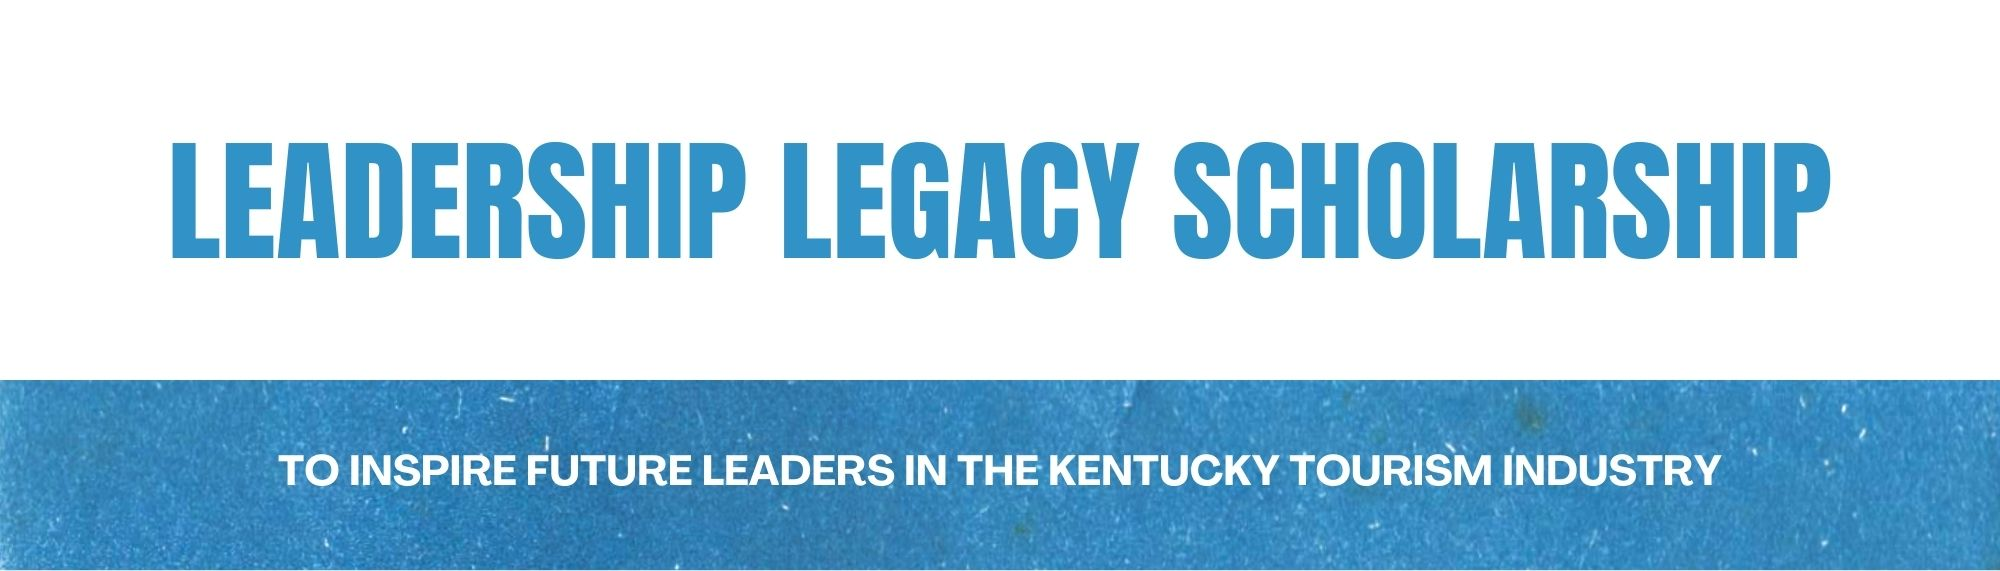 LEADERSHIP LEGACY SCHOLARSHIP
TO INSPIRE FUTURE LEADERS IN THE KENTUCKY TOURISM INDUSTRY